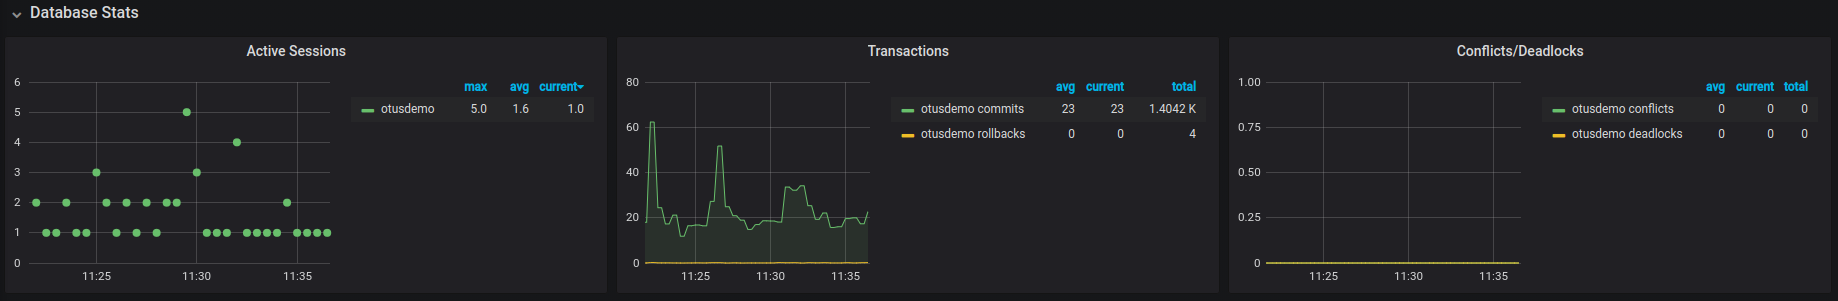 Database Stats
Active Sessions
6
5
4
3
2
1
0
11:25 11:30 11:35
max avg current
otusdemo 5.0 1.6 1.0
Transactions
80
60
40
20
0
11:25 11:30 11:35
avg current total
otusdemo commits 23 23 1.4042 K
otusdemo rollbacks 0 0 4
Conflicts/Deadlocks
1.00
0.75
0.50
0.25
0
11:25 11:30 11:35
avg current total
otusdemo conflicts 0 0 0
otusdemo deadlocks 0 0 0